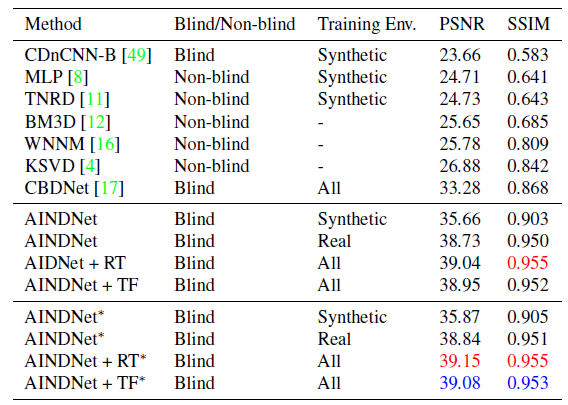 Method Blind/Non-blind Training Env. PSNR SSIM
CDnCNN-B [49] Blind Synthetic 23.66 0.583
MLP [8] Non-blind Synthetic 24.71 0.641
TNRD [11] Non-blind Synthetic 24.73 0.643
BM3D [12] Non-blind - 25.65 0.685
WNNM [16] Non-blind - 25.78 0.809
KSVD [4] Non-blind - 26.88 0.842
CBDNet [17] Blind All 33.28 0.868
AINDNet Blind Synthetic 35.66 0.903
AINDNet Blind Real 38.73 0.950
AIDNet + RT Blind All 39.04 0.955
AINDNet + TF Blind All 38.95 0.952
AINDNet* Blind Synthetic 35.87 0.905
AINDNet* Blind Real 38.84 0.951
AINDNet + RT* Blind All 39.15 0.955
AINDNet + TF* Blind All 39.08 0.953